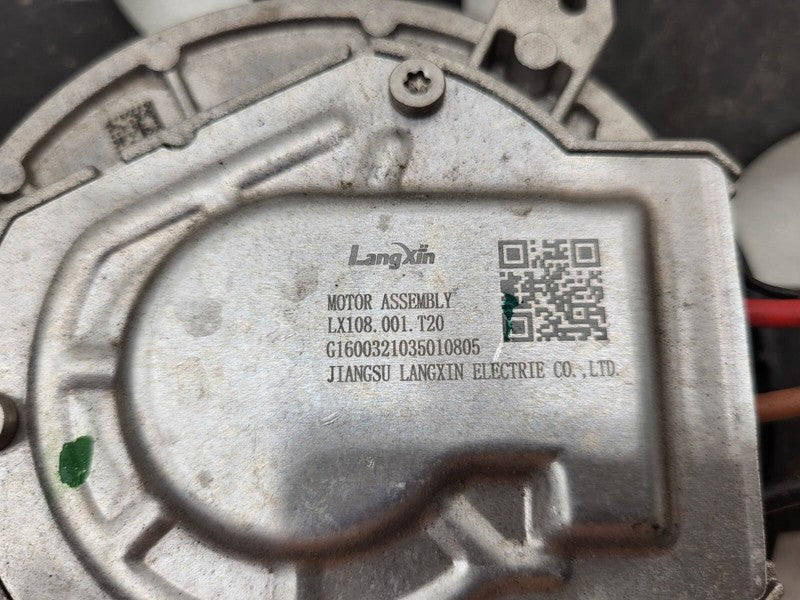 LangXin
MOTOR ASSEMBLY
LX108.001.T20
G1600321035010805
JIANGSU LANGXIN ELECTRIE CO.,LTD.